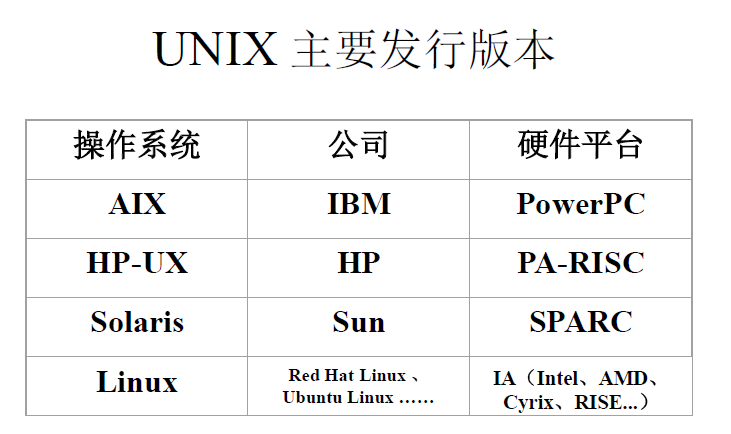 UNIX 主要发行版本
操作系统 公司 硬件平台
AIX IBM PowerPC
HP-UX HP PA-RISC
Solaris Sun SPARC
Linux
Red Hat Linux 、
Ubuntu Linux ……
IA（Intel、AMD、
Cyrix、RISE...）